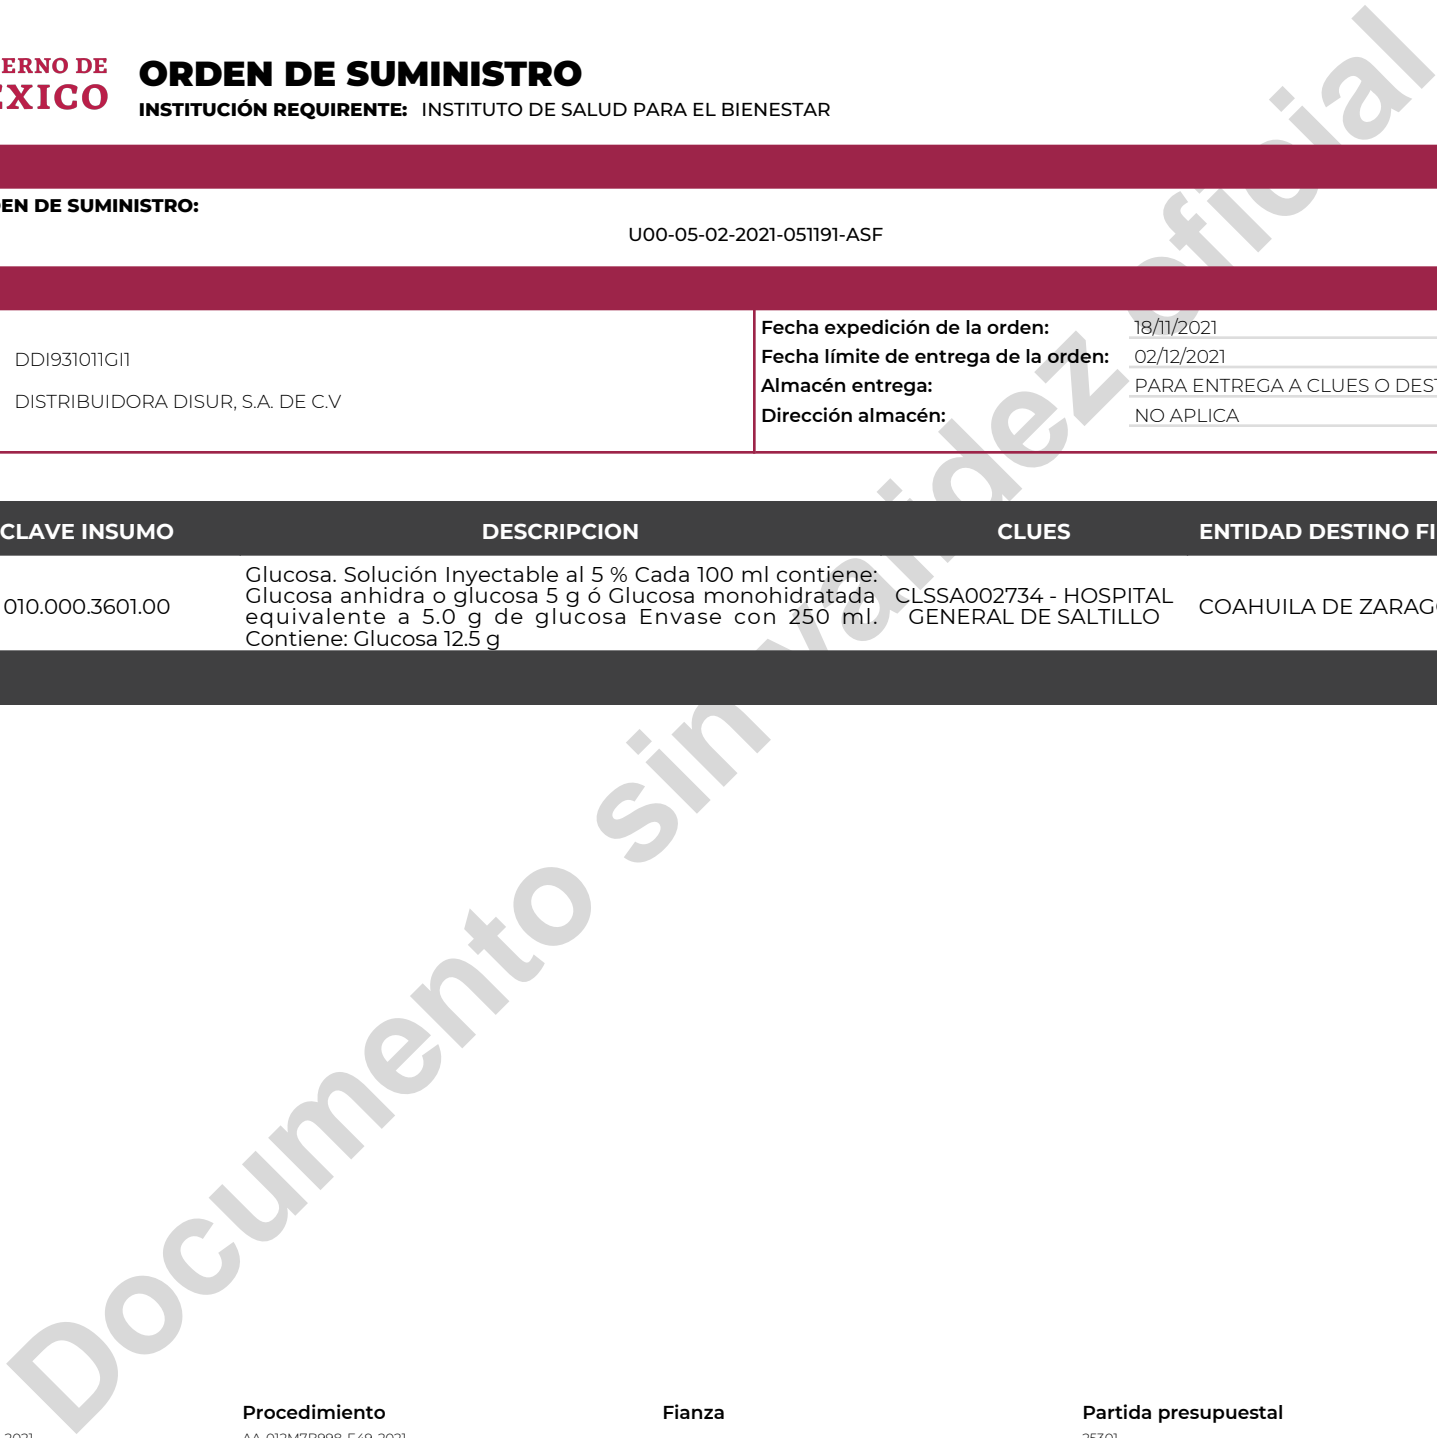 ERNO DE
EXICO
ORDEN DE SUMINISTRO
INSTITUCIÓN REQUIRENTE: INSTITUTO DE SALUD PARA EL BIENESTAR
EN DE SUMINISTRO:
U00-05-02-2021-051191-ASF
DDI931011GI1
DISTRIBUIDORA DISUR, S.A. DE C.V
Fecha expedición de la orden: 18/11/2021
Fecha límite de entrega de la orden: 02/12/2021
Almacén entrega: PARA ENTREGA A CLUES O DEST
Dirección almacén: NO APLICA
CLAVE INSUMO DESCRIPCION CLUES ENTIDAD DESTINO FI
010.000.3601.00
Glucosa. Solución Inyectable al 5 % Cada 100 ml contiene:
Glucosa anhidra o glucosa 5 g ó Glucosa monohidratada
equivalente a 5.0 g de glucosa Envase con 250 ml.
Contiene: Glucosa 12.5 g
CLSSA002734 - HOSPITAL
GENERAL DE SALTILLO
COAHUILA DE ZARAG
Documento sin validez oficial
Procedimiento Fianza Partida presupuestal